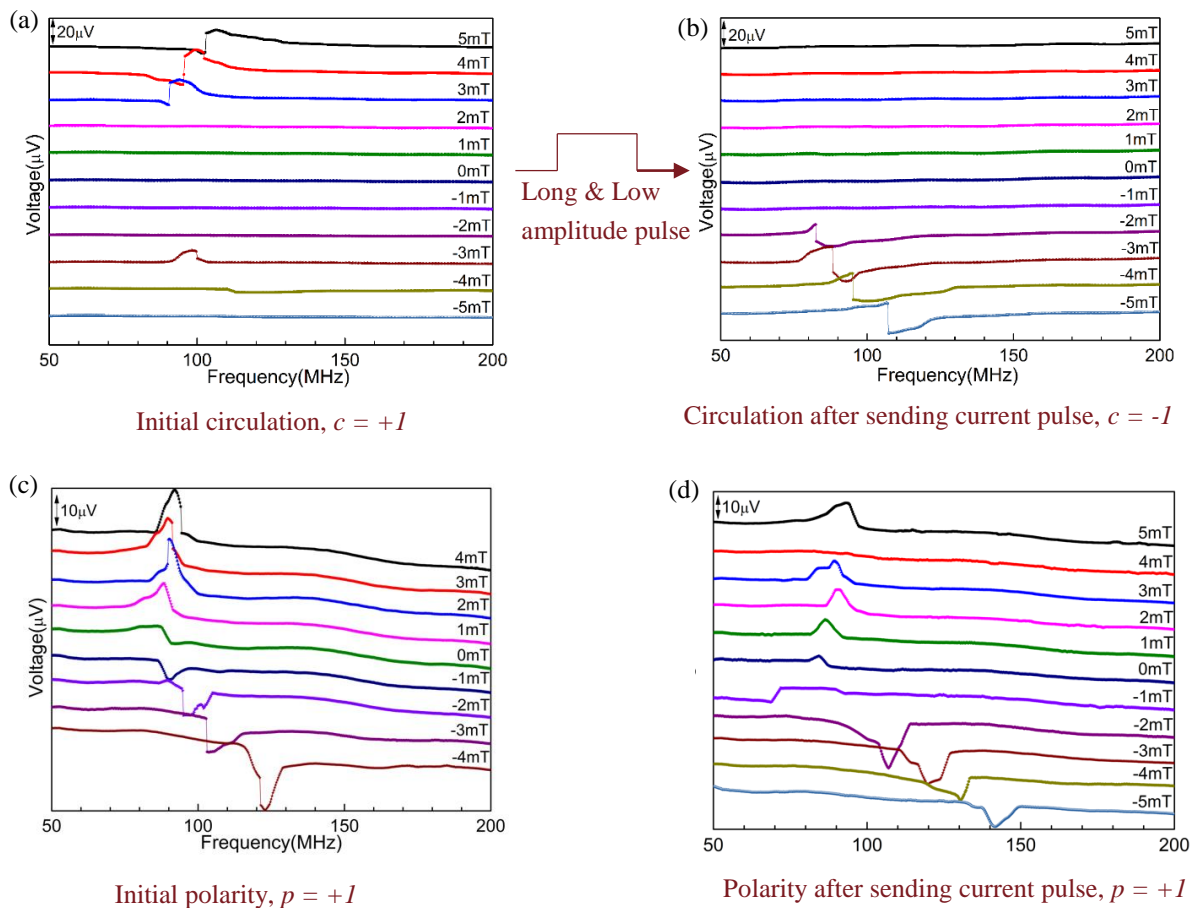 (a)
20μV
5mT
4mT
3mT
2mT
1mT
0mT
-1mT
-2mT
-3mT
-4mT
-5mT
Voltage(μV)
50 100 150 200
Frequency(MHz)
Initial circulation, c = +1
Long & Low
amplitude pulse
(b)
20μV
5mT
4mT
3mT
2mT
1mT
0mT
-1mT
-2mT
-3mT
-4mT
-5mT
Voltage(μV)
50 100 150 200
Frequency(MHz)
Circulation after sending current pulse, c = -1
(c)
10μV
4mT
3mT
2mT
1mT
0mT
-1mT
-2mT
-3mT
-4mT
Voltage(μV)
50 100 150 200
Frequency(MHz)
Initial polarity, p = +1
(d)
10μV
5mT
4mT
3mT
2mT
1mT
0mT
-1mT
-2mT
-3mT
-4mT
-5mT
50 100 150 200
Polarity after sending current pulse, p = +1